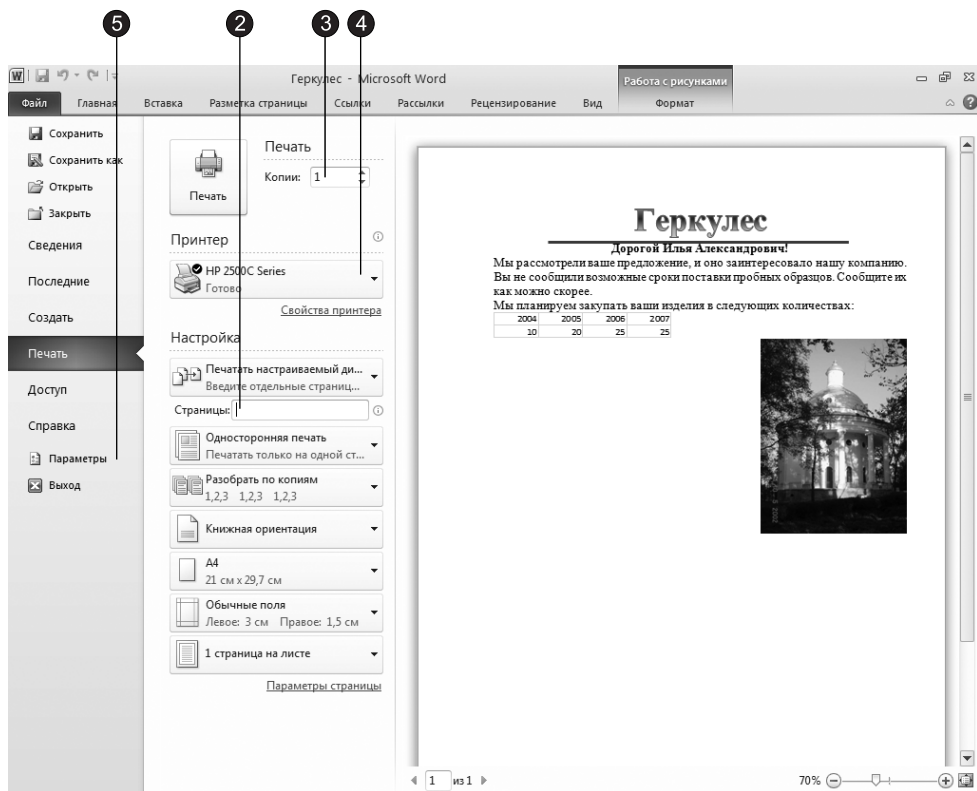 5 2 3 4
Геркулес - Microsoft Word
Работа с рисунками
Файл Главная Вставка Разметка страницы Ссылки Рассылки Рецензирование Вид Формат
Сохранить
Сохранить как
Открыть
Закрыть
Сведения
Последние
Создать
Печать
Доступ
Справка
Параметры
Выход
Печать
Печать
Копии: 1
Принтер
HP 2500C Series
Готово
Свойства принтера
Настройка
Печатать настраиваемый ди...
Введите отдельные страниц...
Страницы:
Односторонняя печать
Печатать только на одной ст...
Разобрать по копиям
1,2,3 1,2,3 1,2,3
Книжная ориентация
A4
21 см x 29,7 см
Обычные поля
Левое: 3 см Правое: 1,5 см
1 страница на листе
Параметры страницы
Геркулес
Дорогой Илья Александрович!
Мы рассмотрели ваше предложение, и оно заинтересовало нашу компанию.
Вы не сообщили возможные сроки поставки пробных образцов. Сообщите их
как можно скорее.
Мы планируем закупать ваши изделия в следующих количествах:
2004 2005 2006 2007
10 20 25 25
1 из 1
70%